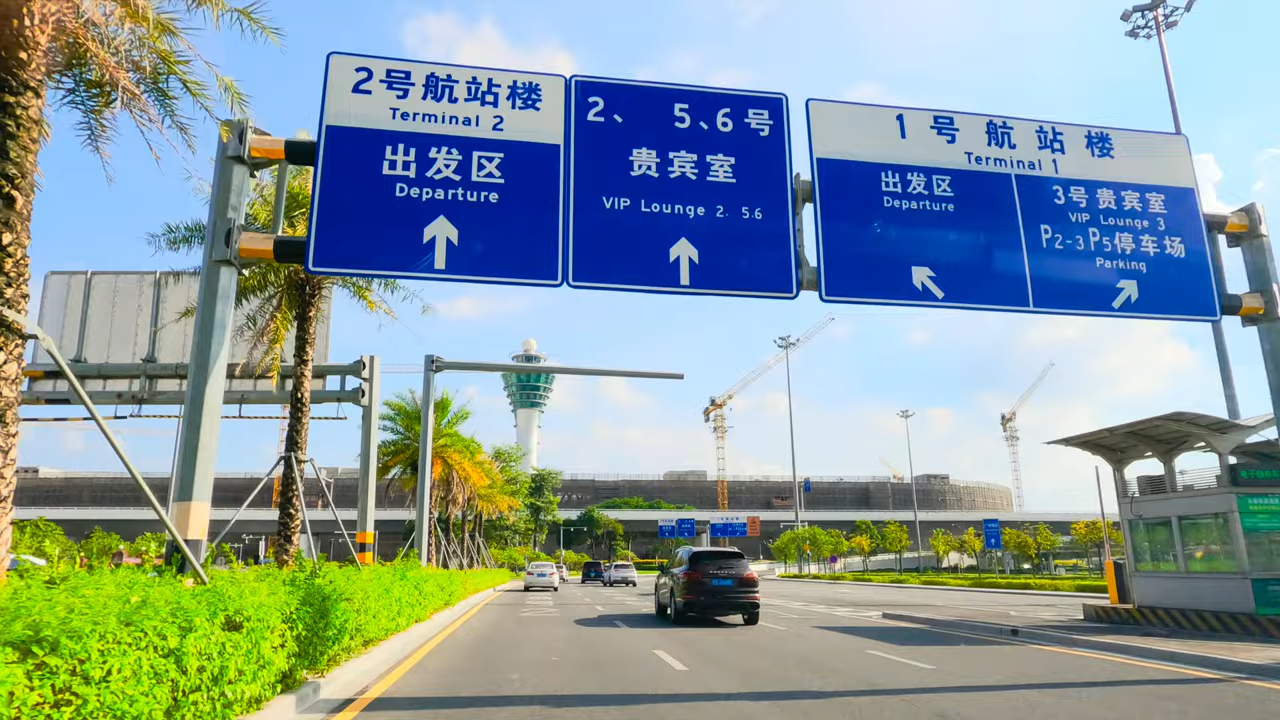 2号航站楼
Terminal 2
出发区
Departure
2、 5、6号
贵宾室
VIP Lounge 2. 5.6
1号航站楼
Terminal 1
出发区
Departure
3号贵宾室
VIP Lounge 3
P2-3 P5停车场
Parking